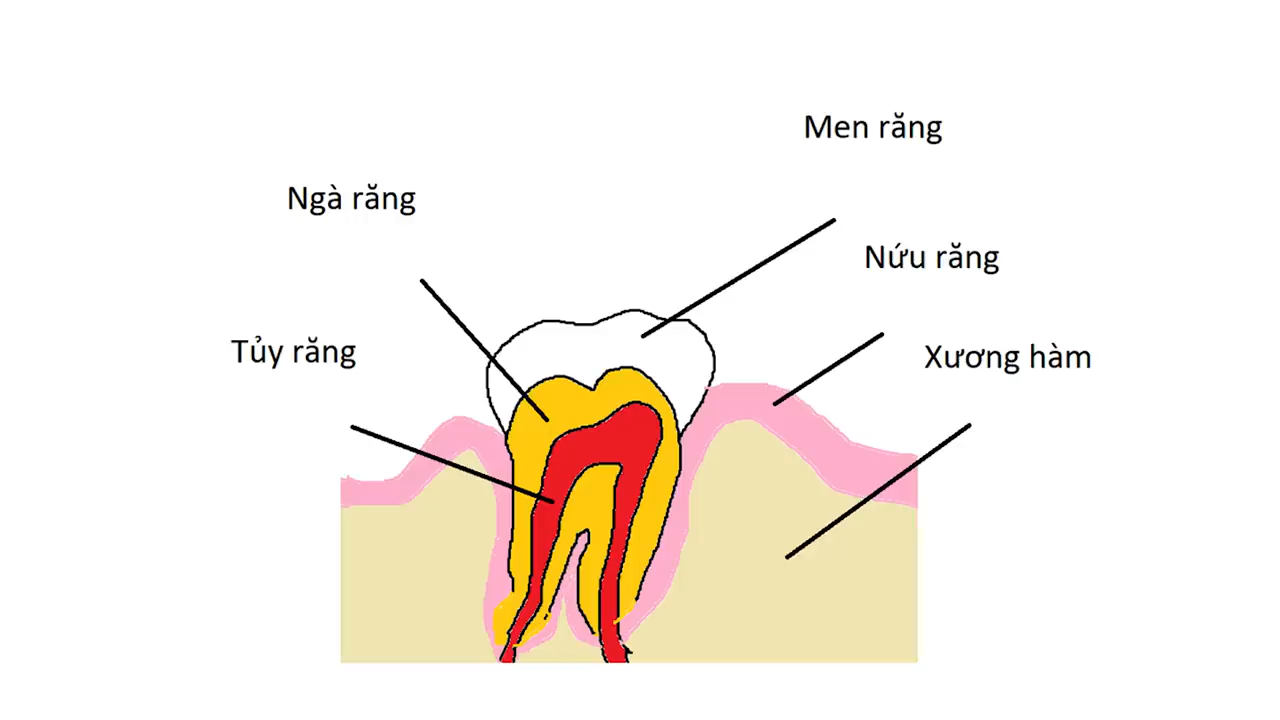 Men răng
Ngà răng
Nứu răng
Tủy răng
Xương hàm